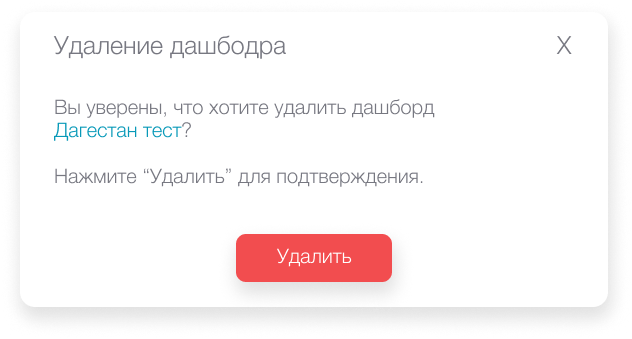 Удаление дашбодра
X
Вы уверены, что хотите удалить дашборд
Дагестан тест?
Нажмите “Удалить” для подтверждения.
Удалить